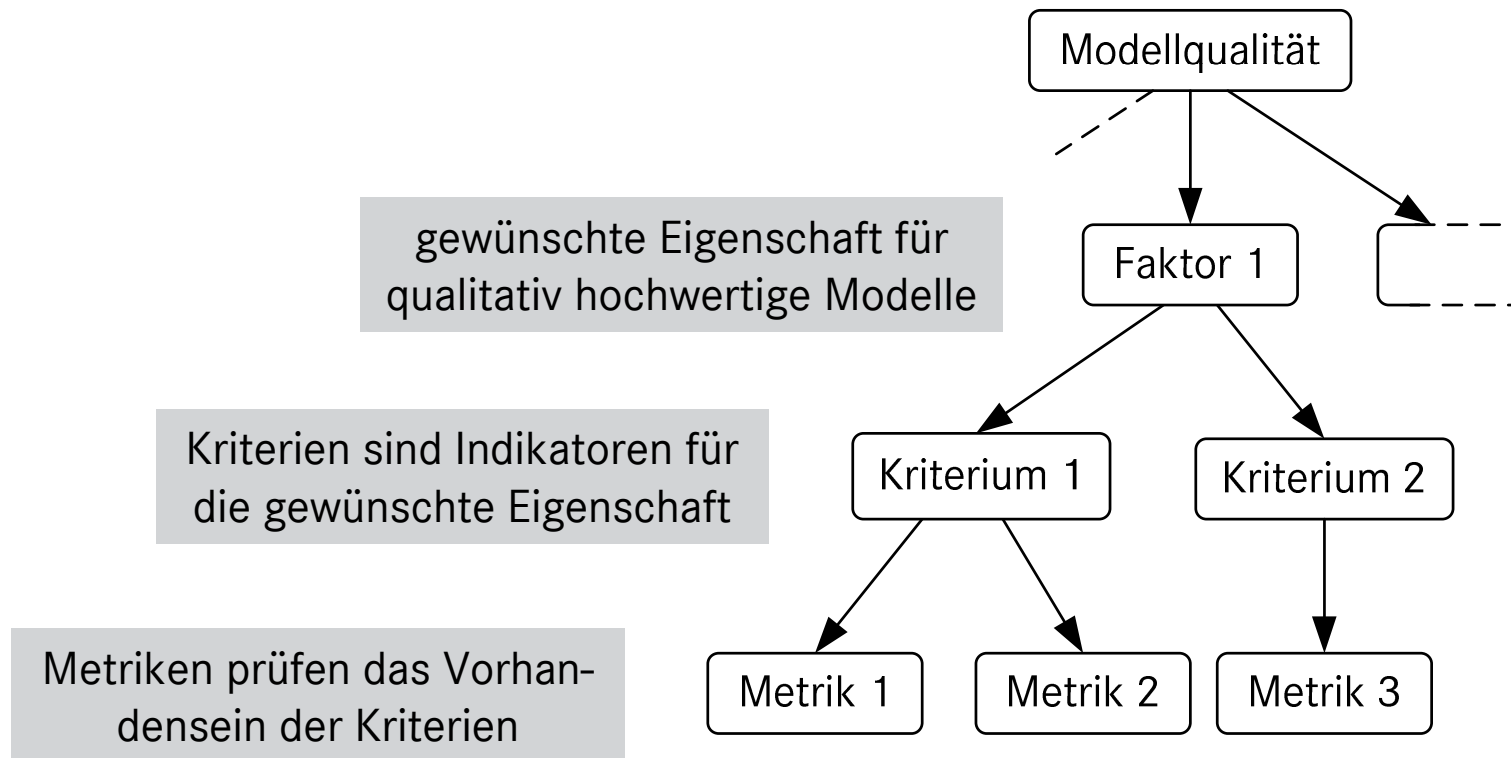 Modellqualität
gewünschte Eigenschaft für
qualitativ hochwertige Modelle
Faktor 1
Kriterien sind Indikatoren für
die gewünschte Eigenschaft
Kriterium 1
Kriterium 2
Metriken prüfen das Vorhan-
densein der Kriterien
Metrik 1
Metrik 2
Metrik 3